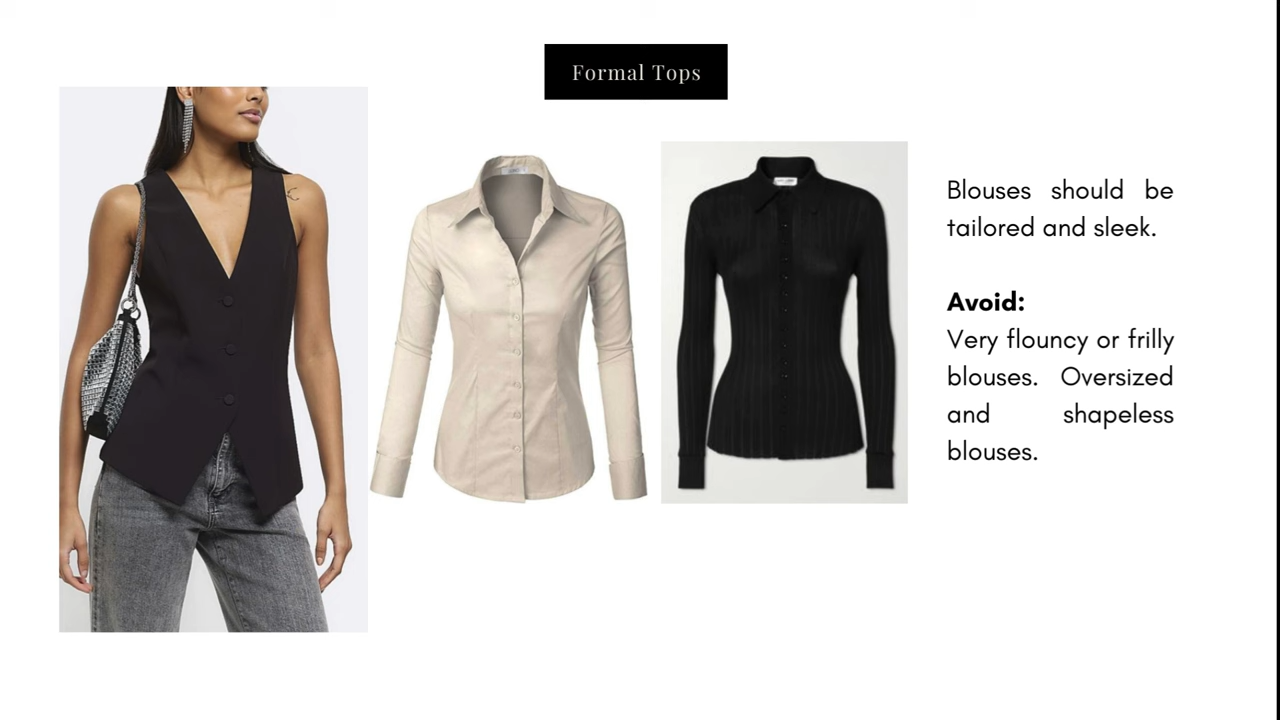 Formal Tops
Blouses should be
tailored and sleek.
Avoid:
Very flouncy or frilly
blouses. Oversized
and shapeless
blouses.